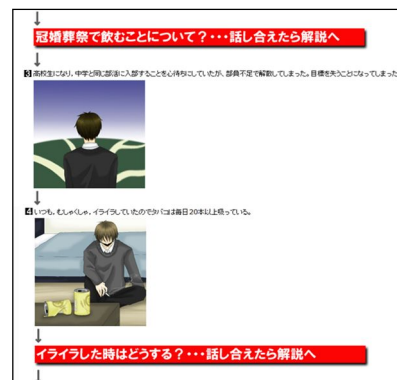 冠婚葬祭で飲むことについて？・・・話し合えたら解説へ
3 高校生になり、中学と同じ部活に入部することを心待ちにしていたが、部員不足で解散してしまった。目標を失うことになってしまった
4 いつも、むしゃくしゃ、イライラしていたのでタバコは毎日20本以上吸っている。
イライラした時はどうする？・・・話し合えたら解説へ